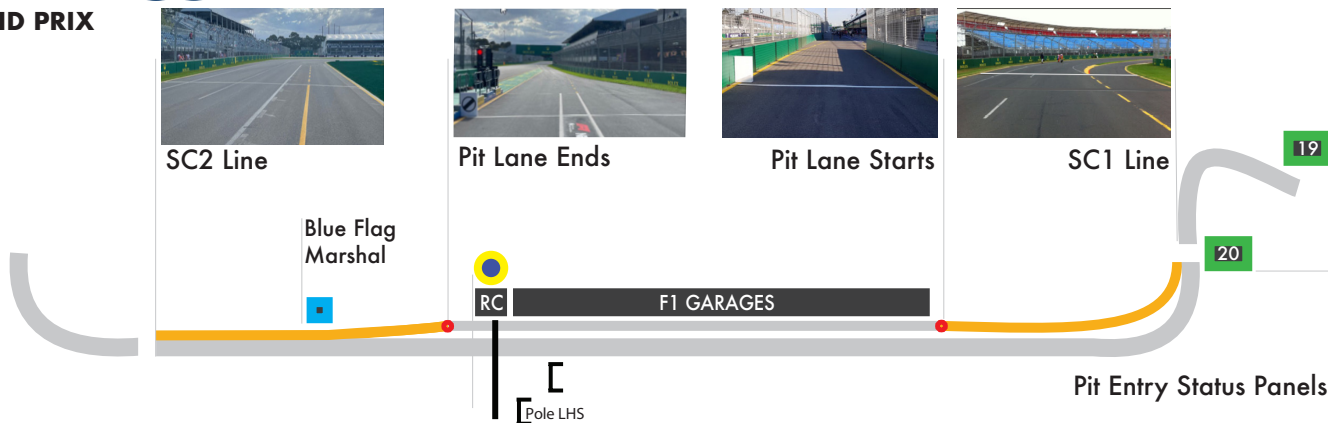 ND PRIX
SC2 Line
Pit Lane Ends
Pit Lane Starts
SC1 Line
19
Blue Flag
Marshal
20
RC
F1 GARAGES
Pit Entry Status Panels
Pole LHS